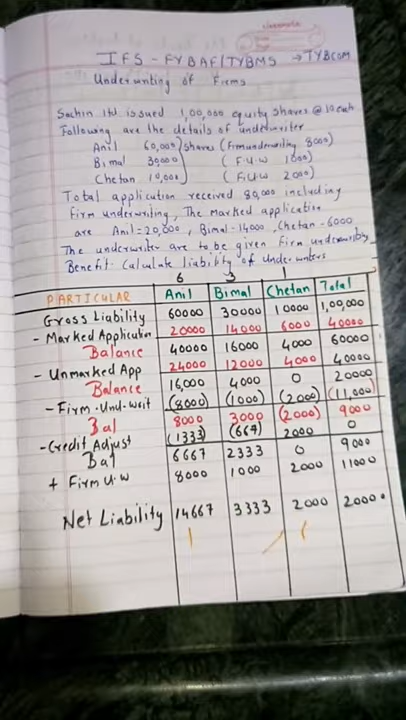 classmate
IFS - FYBAF/TYBMS → TYBCOM
Underwriting of Firms
Sachin ltd issued 1,00,000 equity shares @ 10 each
Following are the details of underwriter
Anil 60,000 shares (Firm underwriting 8000)
Bimal 30000 (F.U.W 1000)
Chetan 10,000 (F.U.W 2000)
Total application received 80,000 including
Firm underwriting, The marked application
are Anil-20,000, Bimal-14000, Chetan-6000
The underwriter are to be given Firm underwriting
Benefit. Calculate liability of underwriters
6 3 1
PARTICULAR Anil Bimal Chetan Total
Gross Liability 60000 30000 10000 1,00,000
- Marked Application 20000 14000 6000 40000
Balance 40000 16000 4000 60000
- Unmarked App 24000 12000 4000 40000
Balance 16,000 4000 0 20000
- Firm.Und.writ (8000) (1000) (2000) (11,000)
Bal 8000 3000 (2000) 9000
- Credit Adjust (1333) (667) 2000 0
Bal 6667 2333 0 9000
+ Firm U.W 8000 1000 2000 11000
Net Liability 14667 3333 2000 20000